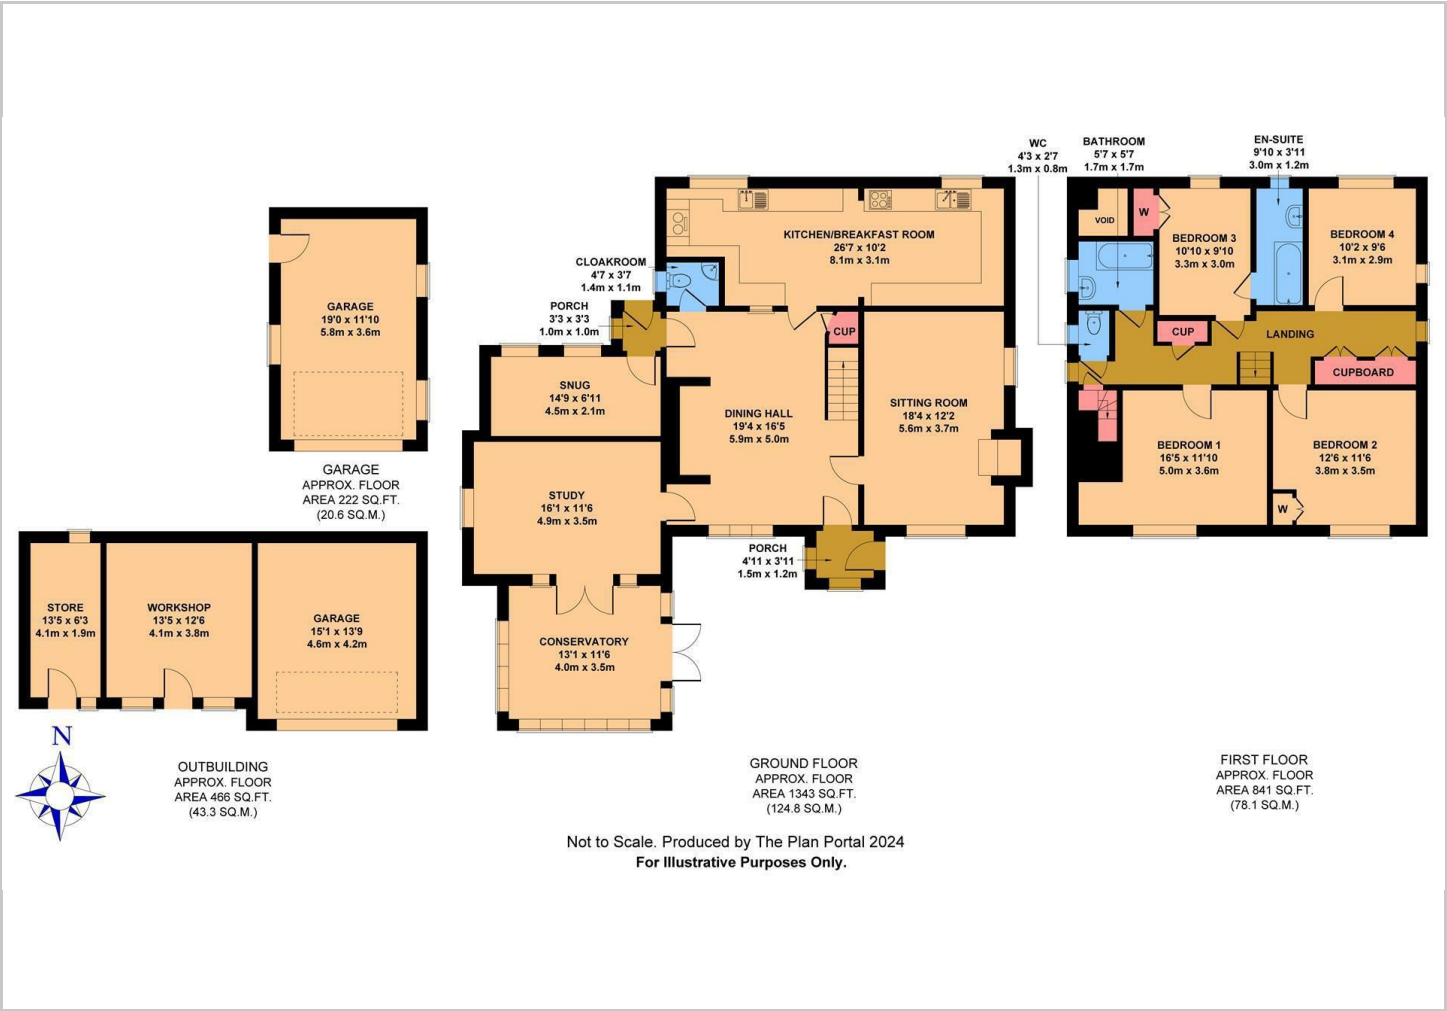 GARAGE
19'0 x 11'10
5.8m x 3.6m
GARAGE
APPROX. FLOOR
AREA 222 SQ.FT.
(20.6 SQ.M.)
STORE
13'5 x 6'3
4.1m x 1.9m
WORKSHOP
13'5 x 12'6
4.1m x 3.8m
GARAGE
15'1 x 13'9
4.6m x 4.2m
N
OUTBUILDING
APPROX. FLOOR
AREA 466 SQ.FT.
(43.3 SQ.M.)
KITCHEN/BREAKFAST ROOM
26'7 x 10'2
8.1m x 3.1m
CLOAKROOM
4'7 x 3'7
1.4m x 1.1m
PORCH
3'3 x 3'3
1.0m x 1.0m
CUP
SNUG
14'9 x 6'11
4.5m x 2.1m
DINING HALL
19'4 x 16'5
5.9m x 5.0m
SITTING ROOM
18'4 x 12'2
5.6m x 3.7m
STUDY
16'1 x 11'6
4.9m x 3.5m
PORCH
4'11 x 3'11
1.5m x 1.2m
CONSERVATORY
13'1 x 11'6
4.0m x 3.5m
GROUND FLOOR
APPROX. FLOOR
AREA 1343 SQ.FT.
(124.8 SQ.M.)
WC
4'3 x 2'7
1.3m x 0.8m
BATHROOM
5'7 x 5'7
1.7m x 1.7m
EN-SUITE
9'10 x 3'11
3.0m x 1.2m
VOID
W
BEDROOM 3
10'10 x 9'10
3.3m x 3.0m
BEDROOM 4
10'2 x 9'6
3.1m x 2.9m
CUP
LANDING
CUPBOARD
BEDROOM 1
16'5 x 11'10
5.0m x 3.6m
BEDROOM 2
12'6 x 11'6
3.8m x 3.5m
W
FIRST FLOOR
APPROX. FLOOR
AREA 841 SQ.FT.
(78.1 SQ.M.)
Not to Scale. Produced by The Plan Portal 2024
For Illustrative Purposes Only.